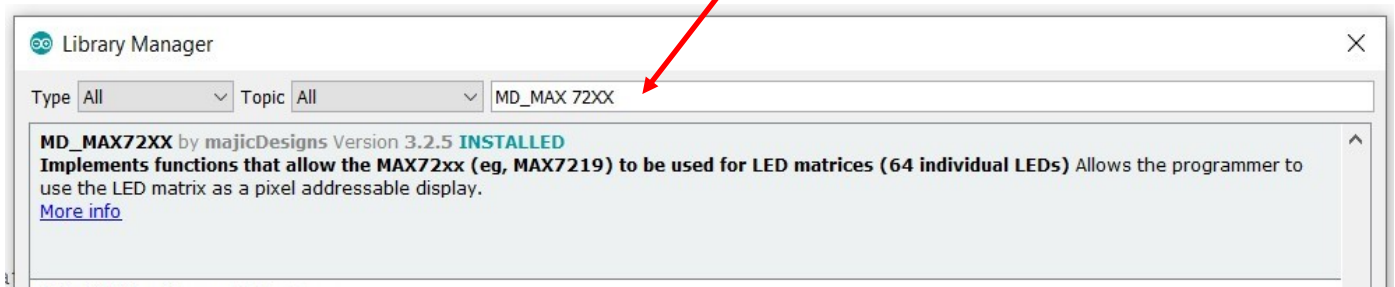 Library Manager
Type All Topic All MD_MAX 72XX
MD_MAX72XX by majicDesigns Version 3.2.5 INSTALLED
Implements functions that allow the MAX72xx (eg, MAX7219) to be used for LED matrices (64 individual LEDs) Allows the programmer to
use the LED matrix as a pixel addressable display.
More info